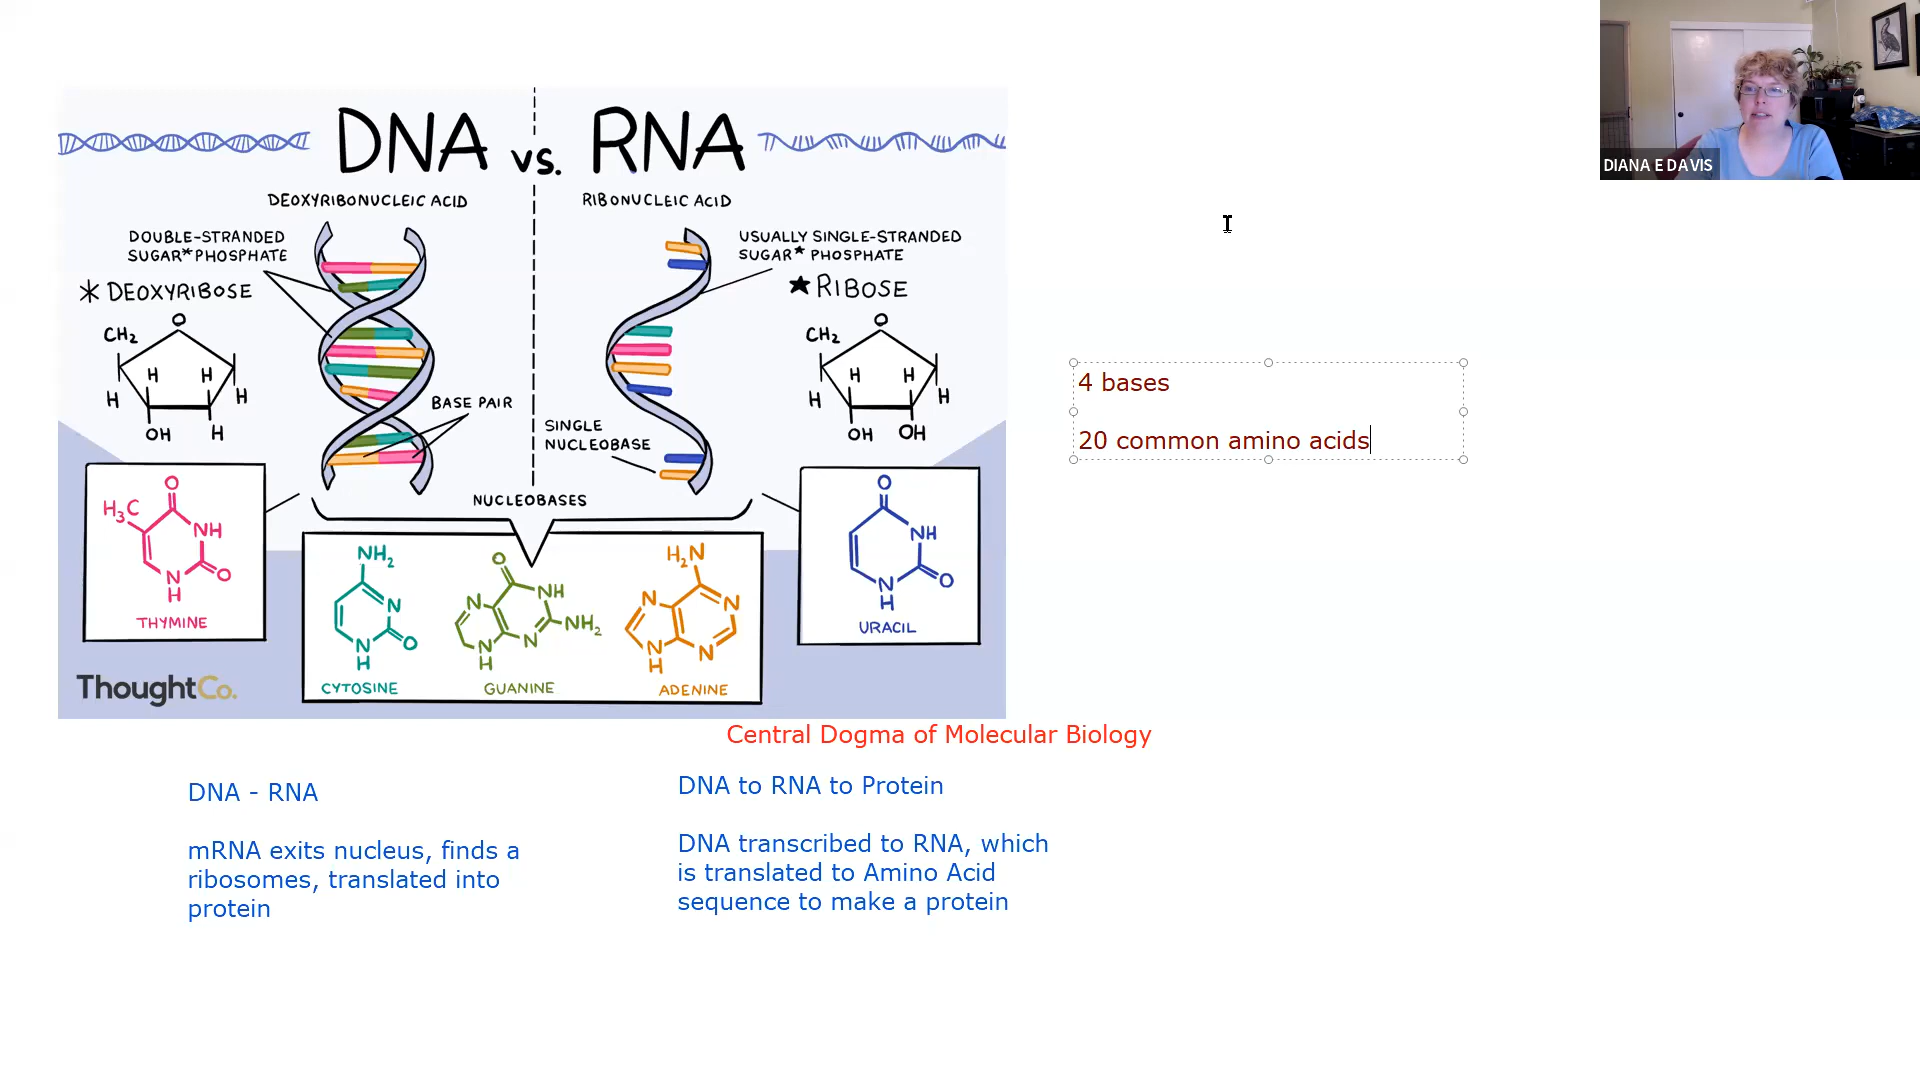 DIANA E DAVIS
DNA vs. RNA
DEOXYRIBONUCLEIC ACID
RIBONUCLEIC ACID
DOUBLE-STRANDED
SUGAR*PHOSPHATE
* DEOXYRIBOSE
USUALLY SINGLE-STRANDED
SUGAR★ PHOSPHATE
★ RIBOSE
CH2
O
H
H
H
H
OH
H
CH2
O
H
H
H
H
OH
OH
BASE PAIR
SINGLE
NUCLEOBASE
NUCLEOBASES
H3C
O
NH
N
H
O
THYMINE
NH2
N
N
H
O
CYTOSINE
O
N
NH
N
H
N
NH2
GUANINE
H2N
N
N
N
H
N
ADENINE
O
NH
N
H
O
URACIL
ThoughtCo.
4 bases
20 common amino acids
Central Dogma of Molecular Biology
DNA - RNA
mRNA exits nucleus, finds a
ribosomes, translated into
protein
DNA to RNA to Protein
DNA transcribed to RNA, which
is translated to Amino Acid
sequence to make a protein